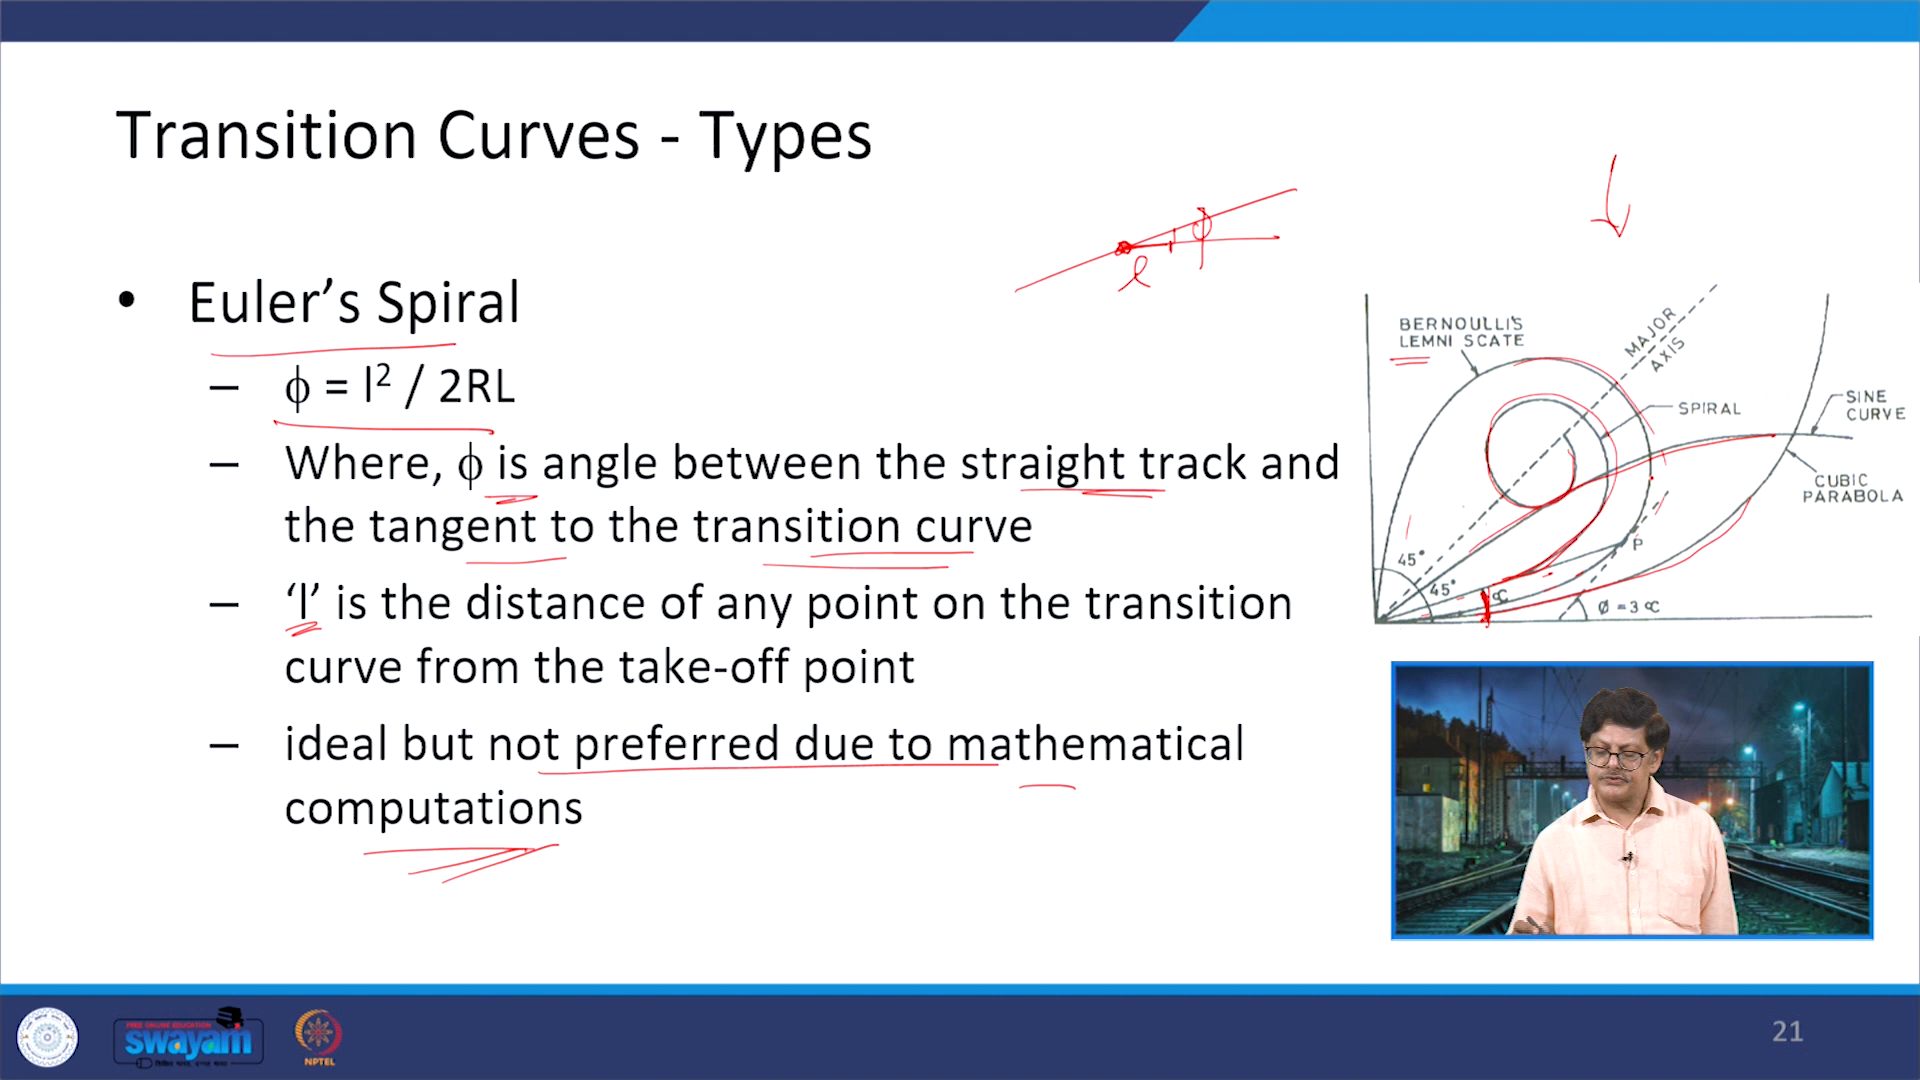 Transition Curves - Types
• Euler's Spiral
– ϕ = l² / 2RL
– Where, ϕ is angle between the straight track and
the tangent to the transition curve
– 'l' is the distance of any point on the transition
curve from the take-off point
– ideal but not preferred due to mathematical
computations
ϕ
l
BERNOULLI'S
LEMNI SCATE
MAJOR
AXIS
SPIRAL
SINE
CURVE
CUBIC
PARABOLA
P
45°
45°
∝
Ø = 3 ∝
FREE ONLINE EDUCATION
swayam
NPTEL
21